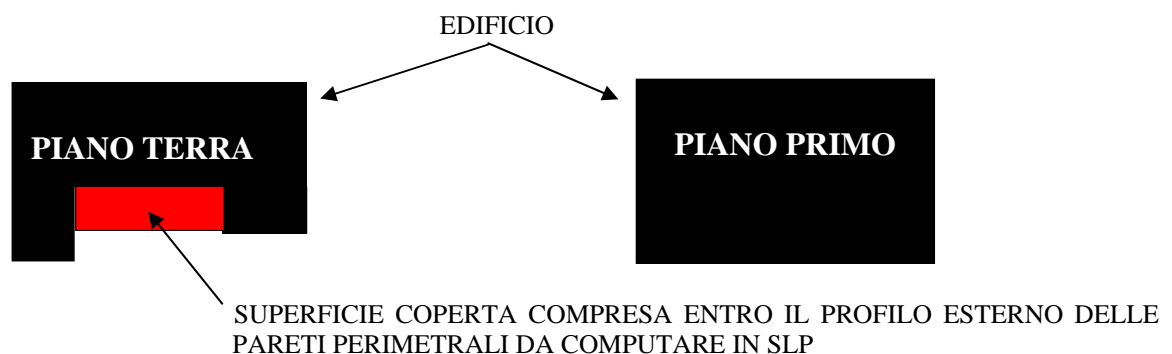 EDIFICIO
PIANO TERRA
PIANO PRIMO
SUPERFICIE COPERTA COMPRESA ENTRO IL PROFILO ESTERNO DELLE
PARETI PERIMETRALI DA COMPUTARE IN SLP